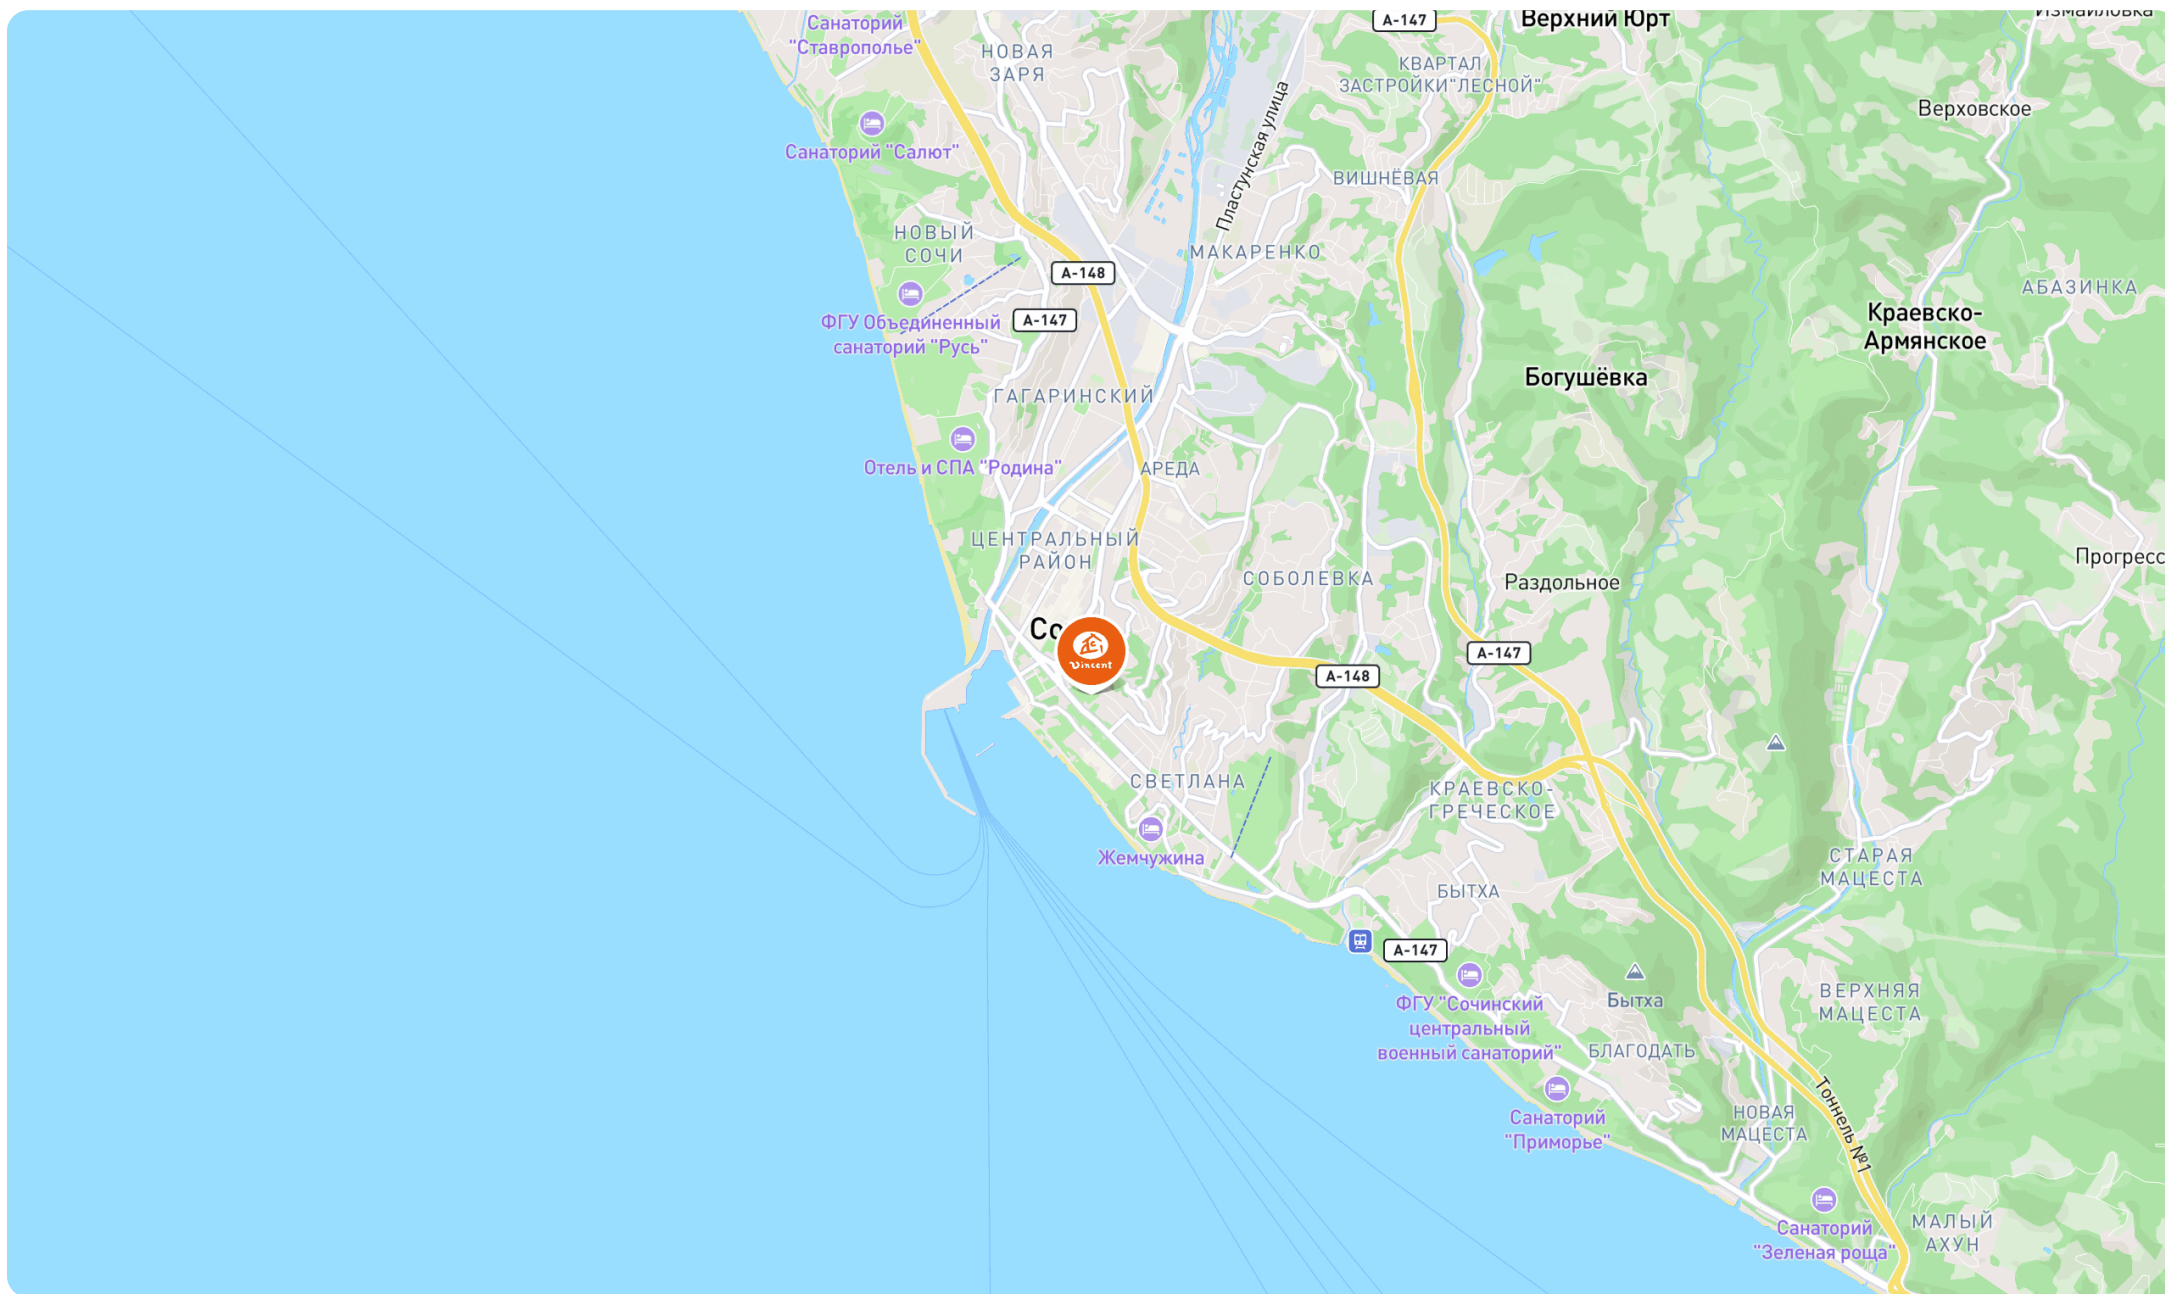 Санаторий
"Ставрополье"
НОВАЯ
ЗАРЯ
А-147
Верхний Юрт
Измайловка
КВАРТАЛ
ЗАСТРОЙКИ"ЛЕСНОЙ"
Верховское
Санаторий "Салют"
Пластунская улица
ВИШНЁВАЯ
НОВЫЙ
СОЧИ
МАКАРЕНКО
А-148
АБАЗИНКА
ФГУ Объединенный
санаторий "Русь"
А-147
Краевско-
Армянское
Богушёвка
ГАГАРИНСКИЙ
Отель и СПА "Родина"
АРЕДА
ЦЕНТРАЛЬНЫЙ
РАЙОН
СОБОЛЕВКА
Раздольное
Прогресс
Со
Vincent
А-147
А-148
СВЕТЛАНА
КРАЕВСКО-
ГРЕЧЕСКОЕ
Жемчужина
СТАРАЯ
МАЦЕСТА
БЫТХА
А-147
ФГУ "Сочинский
центральный
военный санаторий"
Бытха
ВЕРХНЯЯ
МАЦЕСТА
БЛАГОДАТЬ
Санаторий
"Приморье"
НОВАЯ
МАЦЕСТА
Тоннель №1
Санаторий
"Зеленая роща"
МАЛЫЙ
АХУН